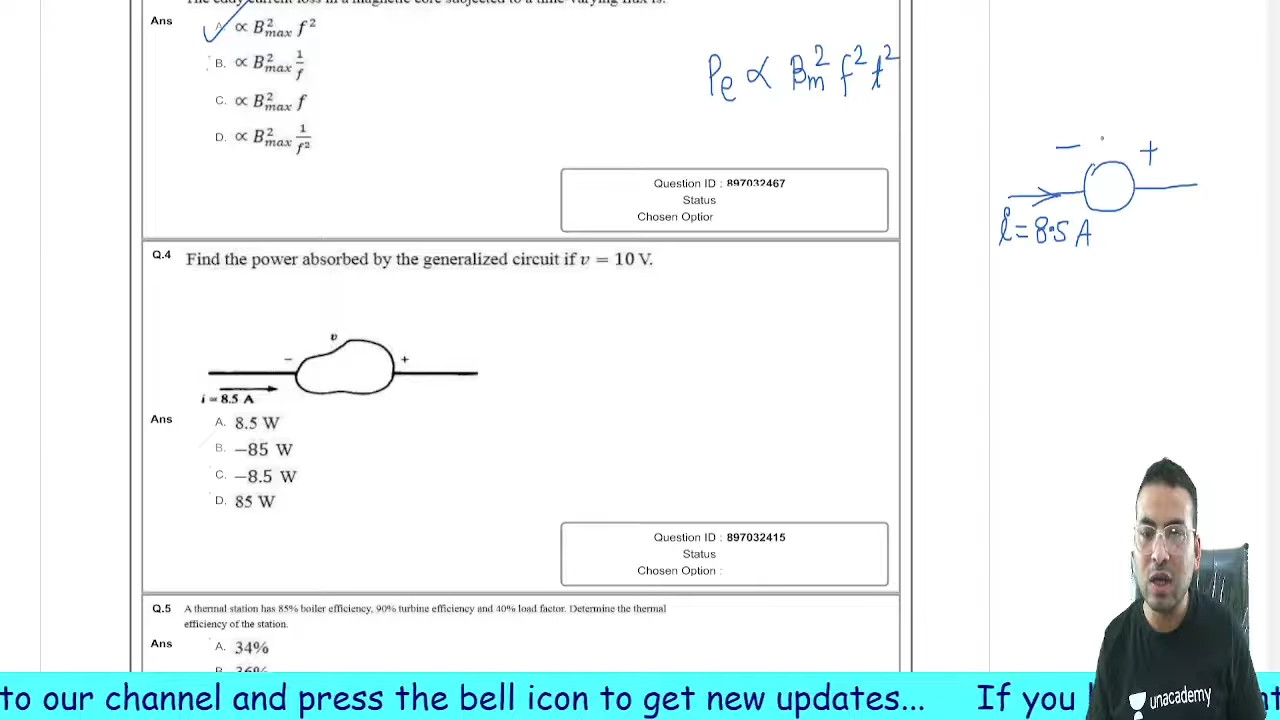 Ans
A. ∝ B²max f²
B. ∝ B²max 1/f
C. ∝ B²max f
D. ∝ B²max 1/f²
Pe ∝ Bm² f² t²
Question ID : 897032467
Status
Chosen Option
− +
i = 8.5 A
Q.4 Find the power absorbed by the generalized circuit if v = 10 V.
v
− +
i = 8.5 A
Ans
A. 8.5 W
B. −85 W
C. −8.5 W
D. 85 W
Question ID : 897032415
Status
Chosen Option :
Q.5 A thermal station has 85% boiler efficiency, 90% turbine efficiency and 40% load factor. Determine the thermal
efficiency of the station.
Ans
A. 34%
B. 36%
unacademy
to our channel and press the bell icon to get new updates... If you